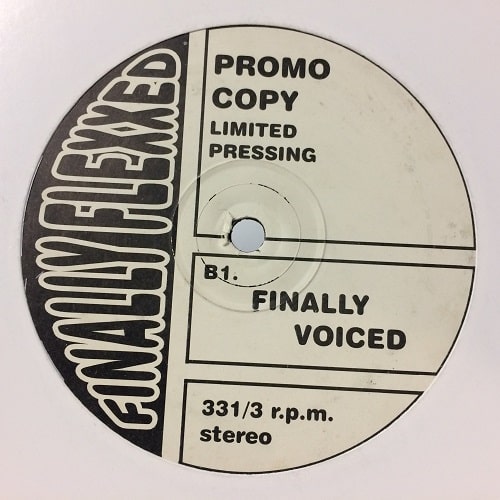 FINALLY FLEXXED
PROMO
COPY
LIMITED
PRESSING
B1.
FINALLY
VOICED
331/3 r.p.m.
stereo